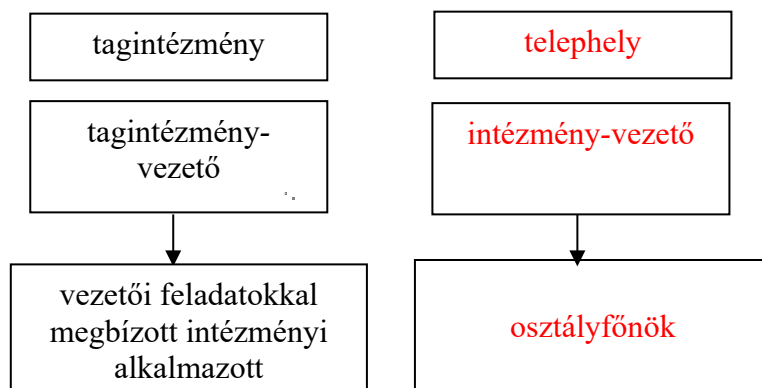 tagintézmény
tagintézmény-
vezető
vezetői feladatokkal
megbízott intézményi
alkalmazott
telephely
intézmény-vezető
osztályfőnök